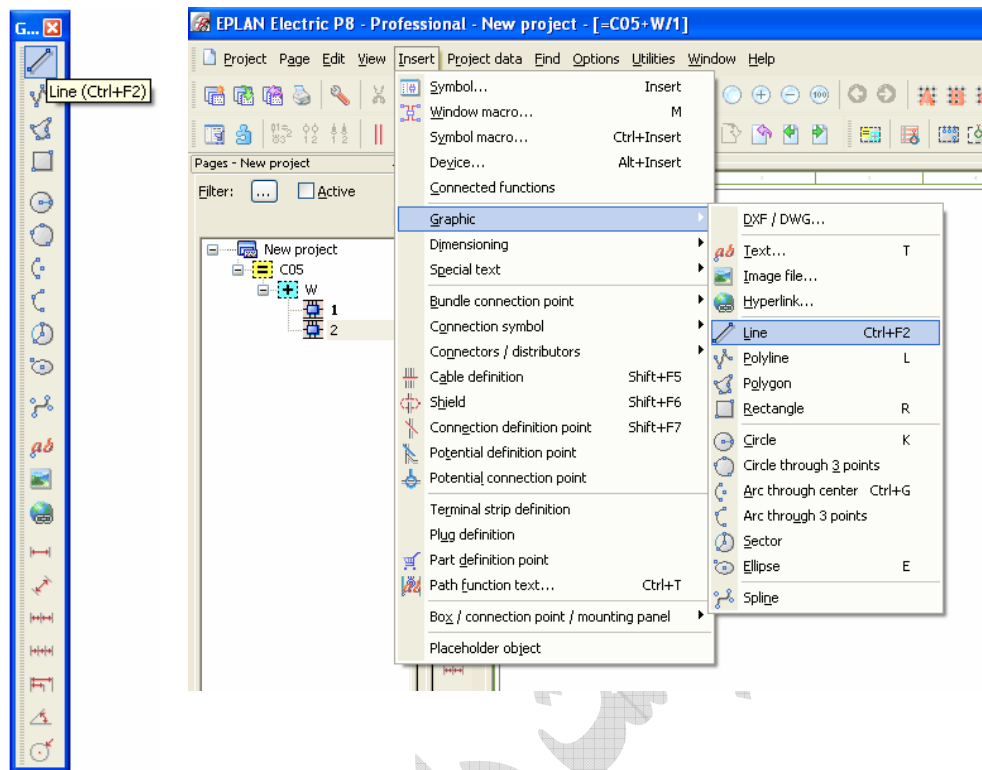 G...
Line (Ctrl+F2)
EPLAN Electric P8 - Professional - New project - [=C05+W/1]
Project Page Edit View Insert Project data Find Options Utilities Window Help
100
Pages - New project
Filter: ... Active
New project
C05
W
1
2
Symbol... Insert
Window macro... M
Symbol macro... Ctrl+Insert
Device... Alt+Insert
Connected functions
Graphic
Dimensioning
Special text
Bundle connection point
Connection symbol
Connectors / distributors
Cable definition Shift+F5
Shield Shift+F6
Connection definition point Shift+F7
Potential definition point
Potential connection point
Terminal strip definition
Plug definition
Part definition point
Path function text... Ctrl+T
Box / connection point / mounting panel
Placeholder object
DXF / DWG...
Text... T
Image file...
Hyperlink...
Line Ctrl+F2
Polyline L
Polygon
Rectangle R
Circle K
Circle through 3 points
Arc through center Ctrl+G
Arc through 3 points
Sector
Ellipse E
Spline